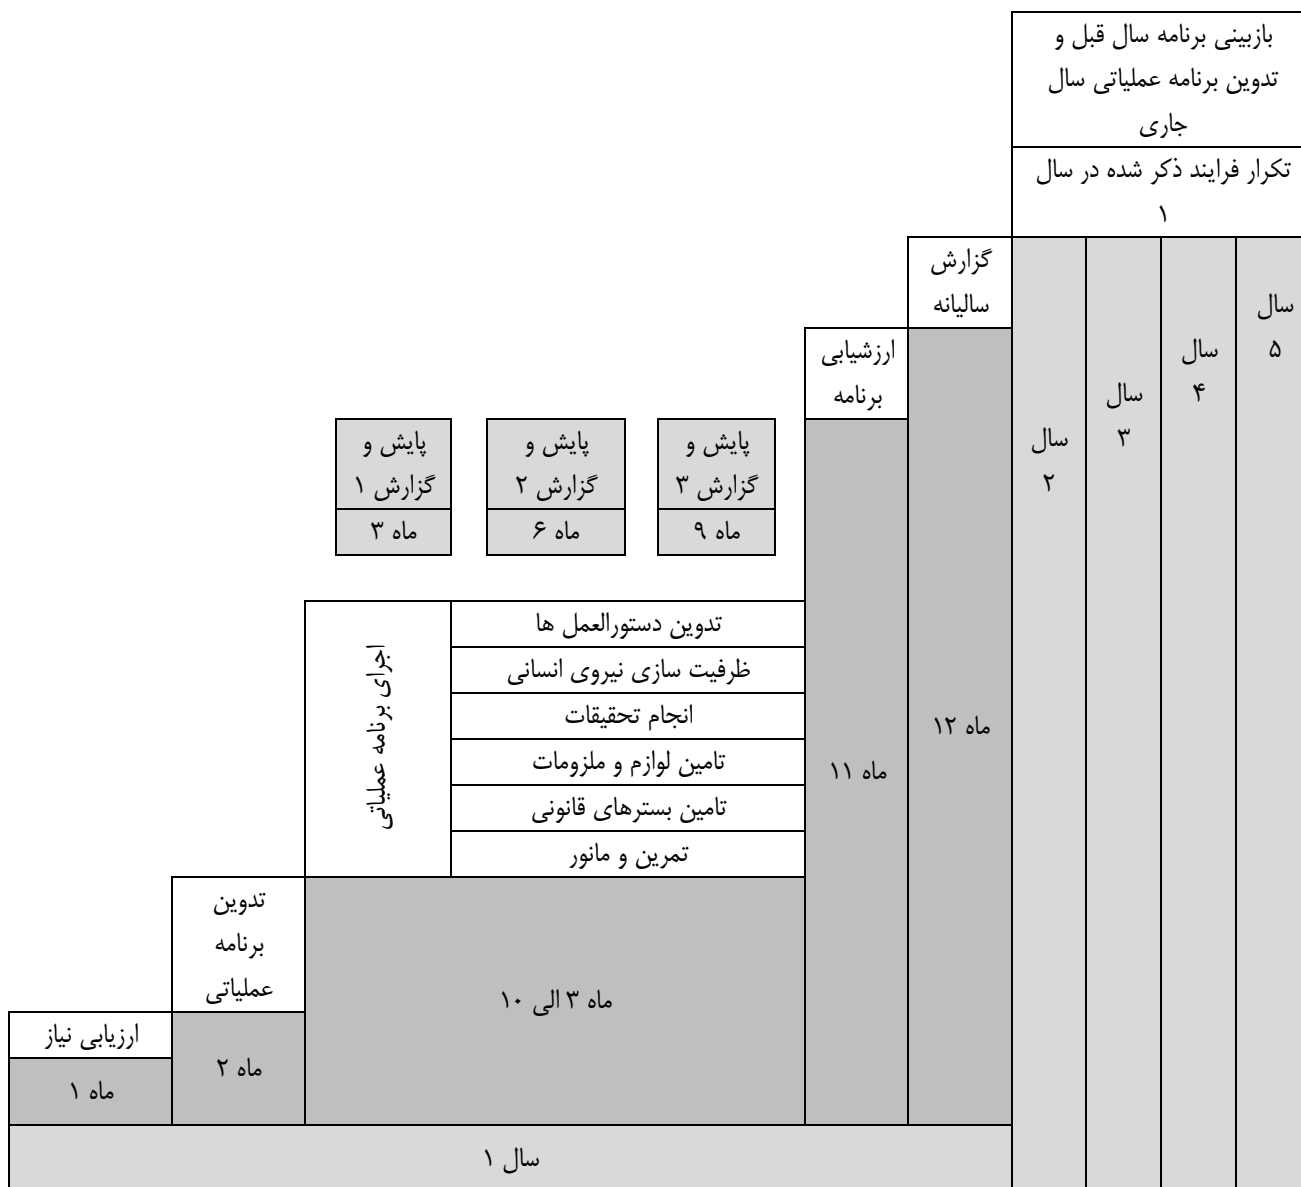 بازبینی برنامه سال قبل و
تدوین برنامه عملیاتی سال
جاری
تکرار فرایند ذکر شده در سال
۱
گزارش
سالیانه
سال
۵
سال
۴
سال
۳
سال
۲
ارزشیابی
برنامه
پایش و
گزارش ۳
ماه ۹
پایش و
گزارش ۲
ماه ۶
پایش و
گزارش ۱
ماه ۳
تدوین دستورالعمل ها
ظرفیت سازی نیروی انسانی
انجام تحقیقات
تامین لوازم و ملزومات
تامین بسترهای قانونی
تمرین و مانور
اجرای برنامه عملیاتی
ماه ۱۲
ماه ۱۱
تدوین
برنامه
عملیاتی
ماه ۳ الی ۱۰
ارزیابی نیاز
ماه ۲
ماه ۱
سال ۱